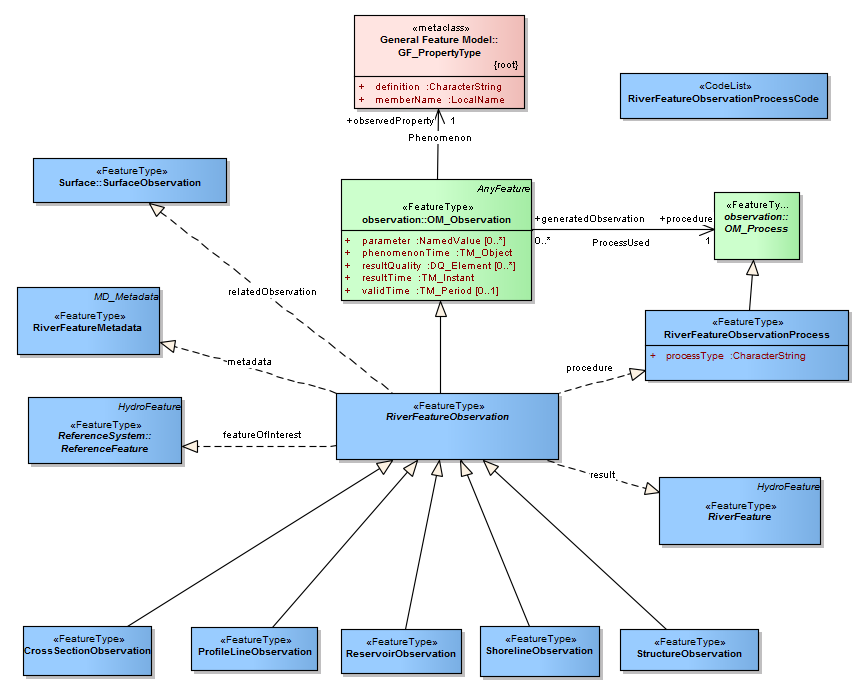 «metaclass»
General Feature Model::
GF_PropertyType
{root}
+ definition :CharacterString
+ memberName :LocalName
«CodeList»
RiverFeatureObservationProcessCode
+observedProperty 1
Phenomenon
«FeatureType»
Surface::SurfaceObservation
AnyFeature
«FeatureType»
observation::OM_Observation
+ parameter :NamedValue [0..*]
+ phenomenonTime :TM_Object
+ resultQuality :DQ_Element [0..*]
+ resultTime :TM_Instant
+ validTime :TM_Period [0..1]
+generatedObservation +procedure
0..* ProcessUsed 1
«FeatureTy...
observation::
OM_Process
relatedObservation
MD_Metadata
«FeatureType»
RiverFeatureMetadata
«FeatureType»
RiverFeatureObservationProcess
+ processType :CharacterString
metadata
procedure
HydroFeature
«FeatureType»
ReferenceSystem::
ReferenceFeature
featureOfInterest
«FeatureType»
RiverFeatureObservation
result
HydroFeature
«FeatureType»
RiverFeature
«FeatureType»
CrossSectionObservation
«FeatureType»
ProfileLineObservation
«FeatureType»
ReservoirObservation
«FeatureType»
ShorelineObservation
«FeatureType»
StructureObservation